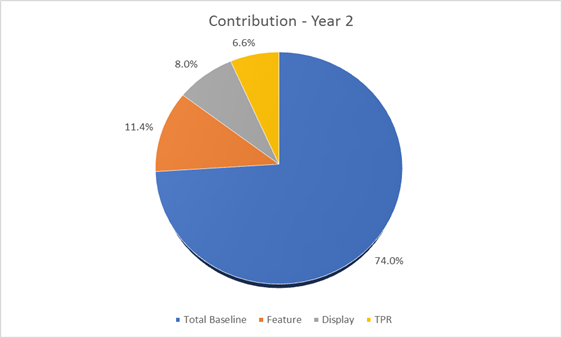 Contribution - Year 2
6.6%
8.0%
11.4%
74.0%
Total Baseline Feature Display TPR